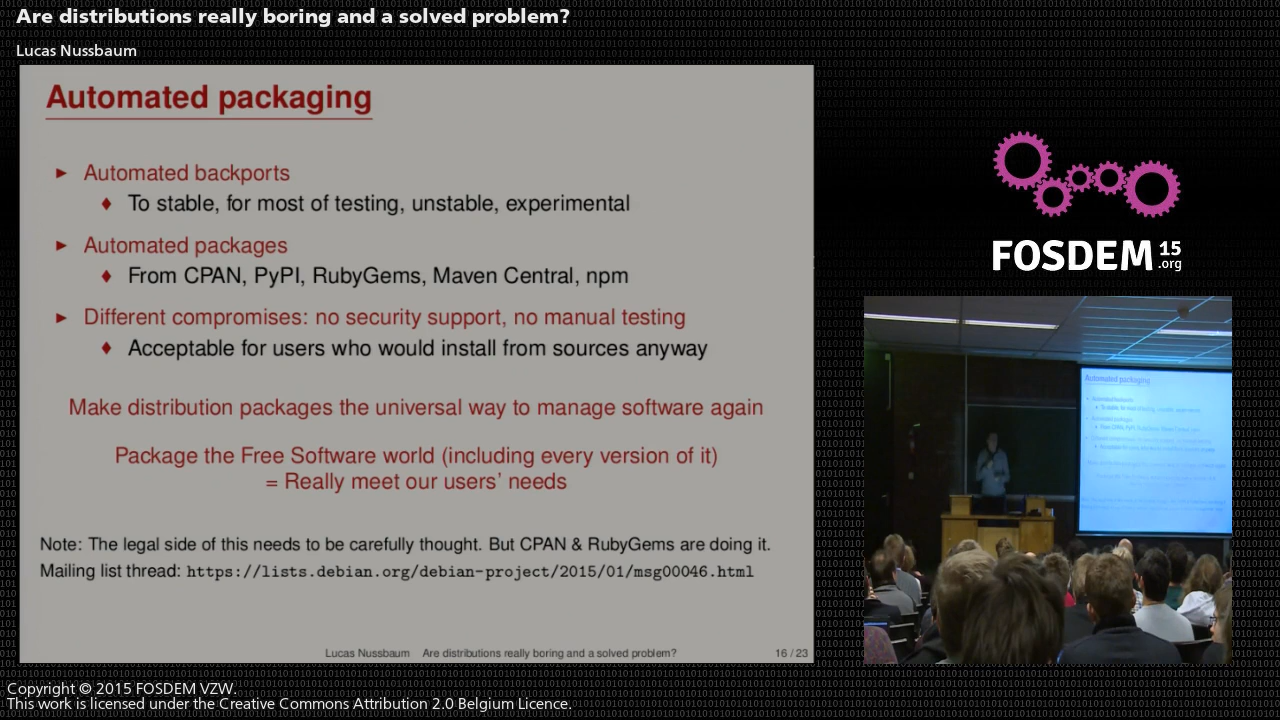 Are distributions really boring and a solved problem?
Lucas Nussbaum
Automated packaging
Automated backports
To stable, for most of testing, unstable, experimental
Automated packages
From CPAN, PyPI, RubyGems, Maven Central, npm
Different compromises: no security support, no manual testing
Acceptable for users who would install from sources anyway
Make distribution packages the universal way to manage software again
Package the Free Software world (including every version of it)
= Really meet our users' needs
Note: The legal side of this needs to be carefully thought. But CPAN & RubyGems are doing it.
Mailing list thread: https://lists.debian.org/debian-project/2015/01/msg00046.html
Lucas Nussbaum Are distributions really boring and a solved problem? 16 / 23
FOSDEM 15
.org
Automated packaging
Copyright © 2015 FOSDEM VZW.
This work is licensed under the Creative Commons Attribution 2.0 Belgium Licence.